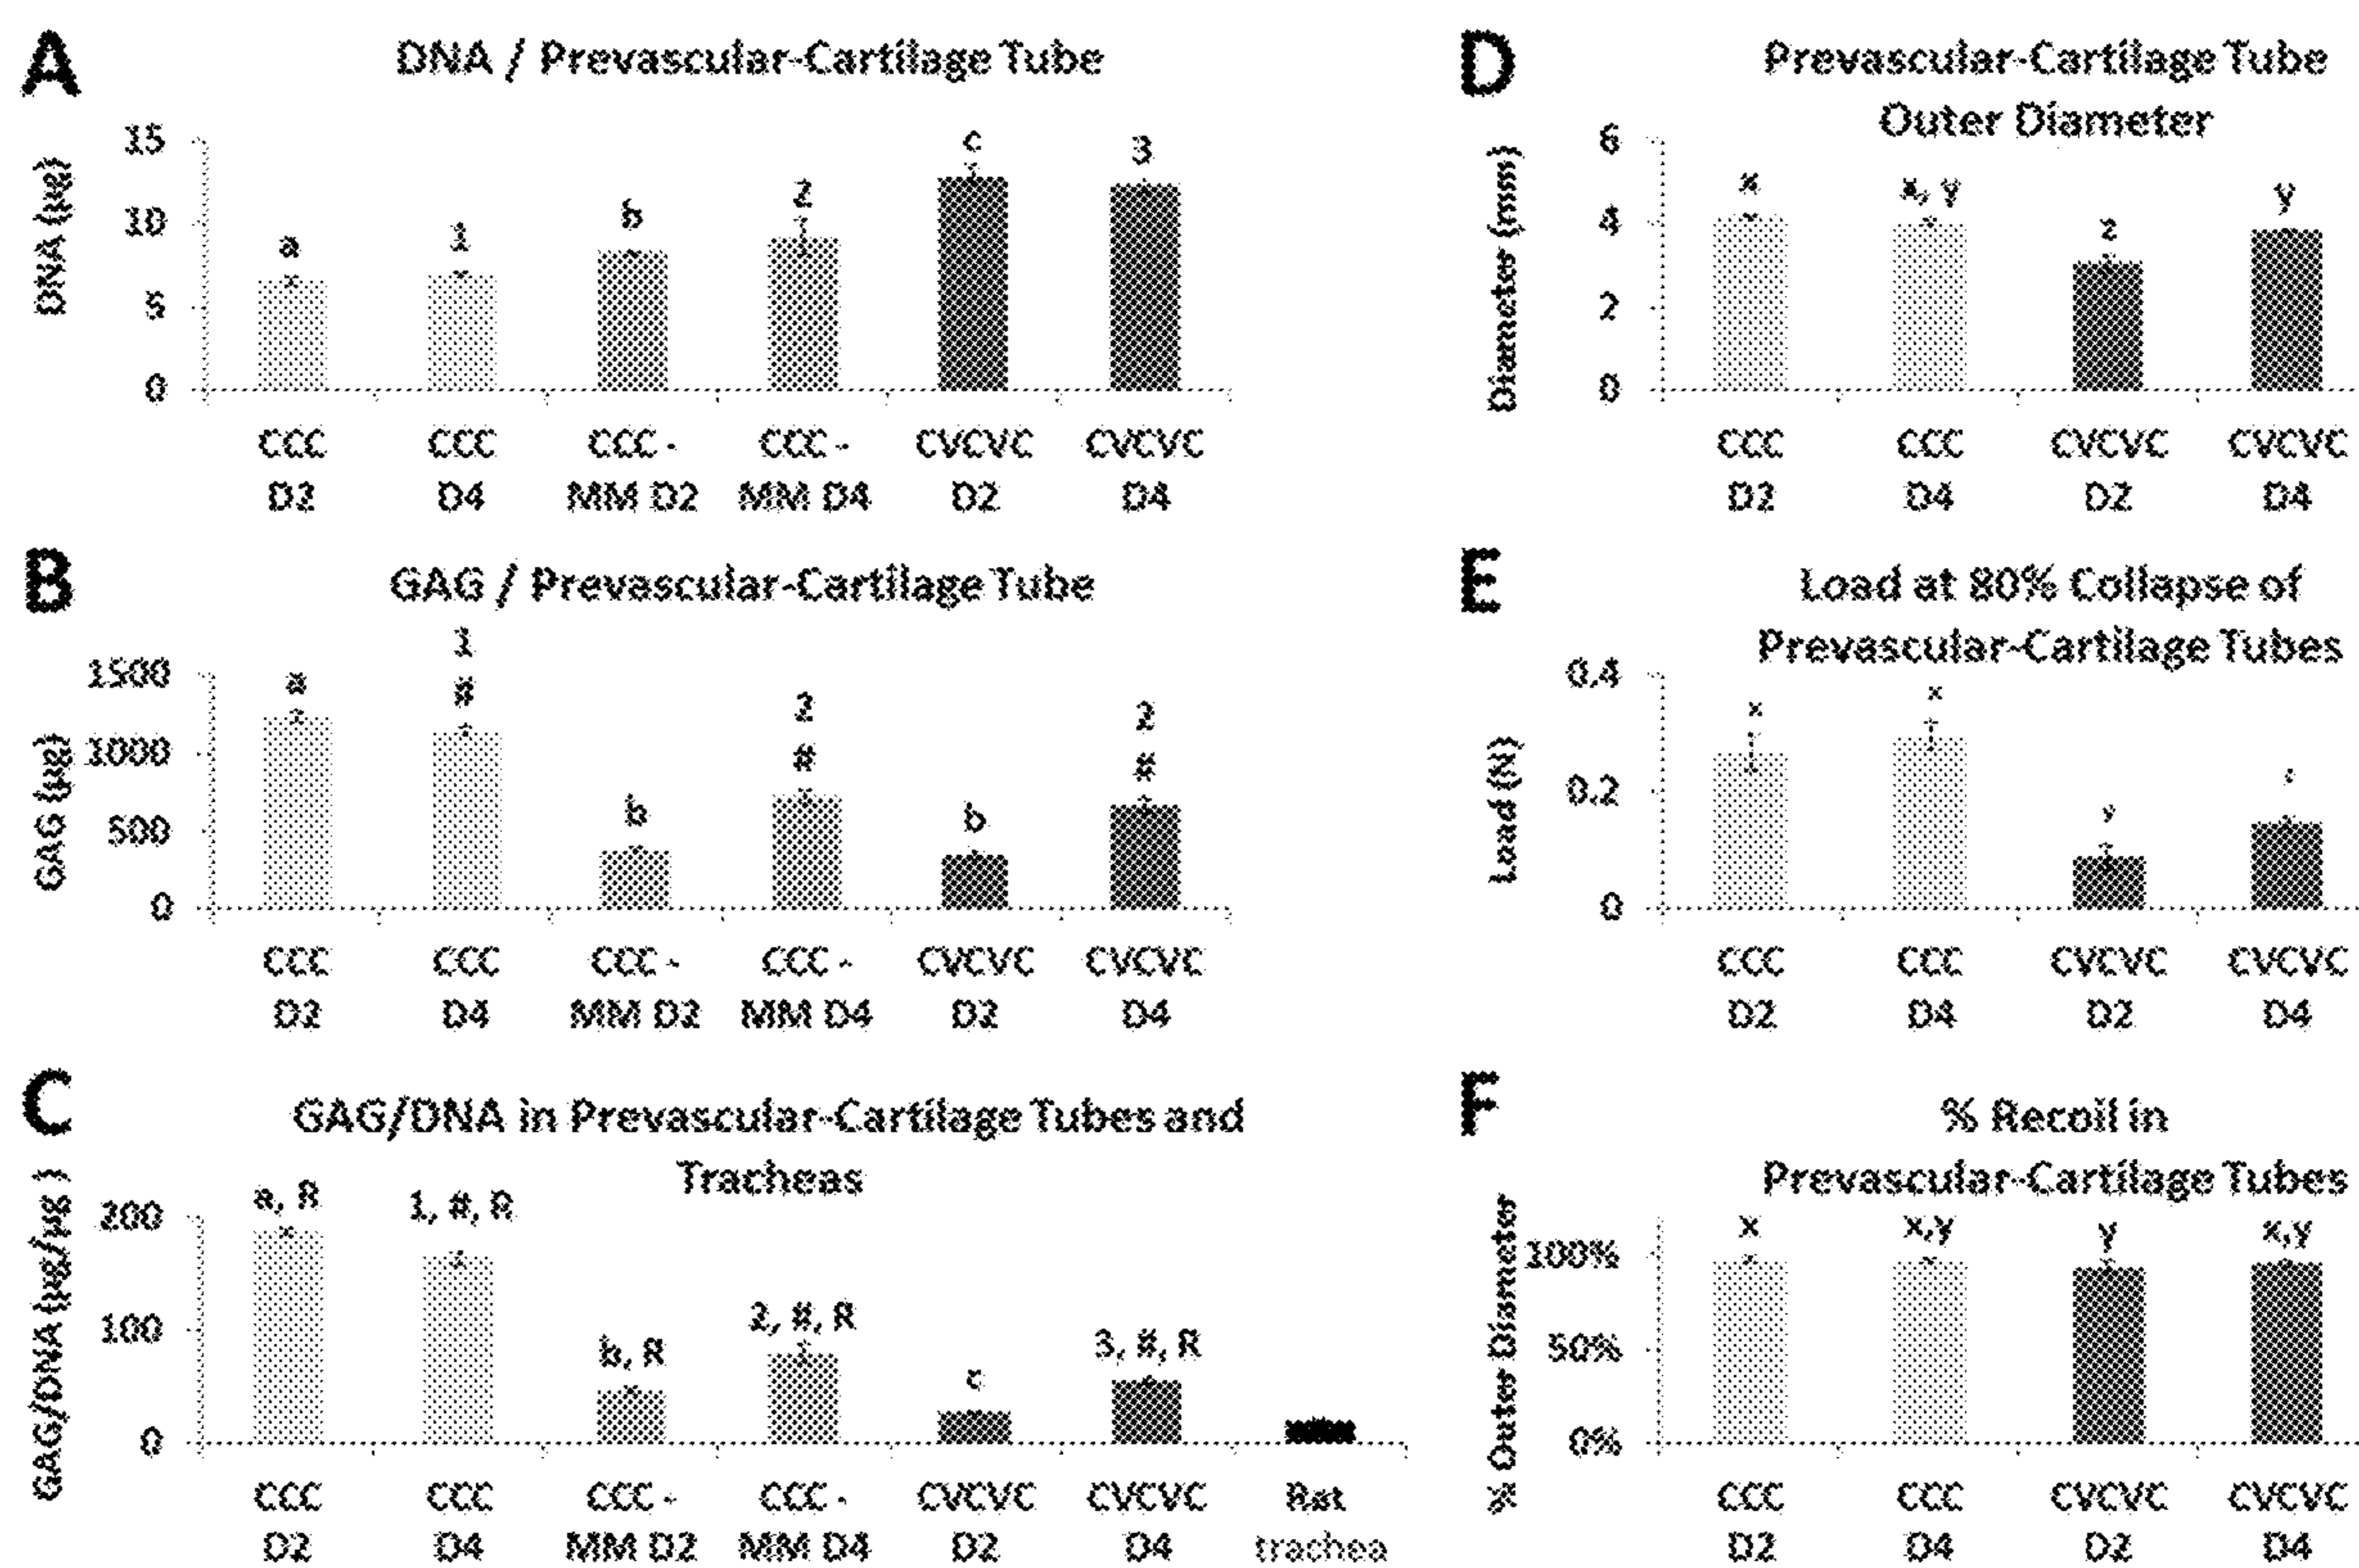 A
DNA / Prevascular-Cartilage Tube
DNA (µg)
15
10
5
0
a
1
b
2
c
3
CCC D2
CCC D4
CCC - MM D2
CCC - MM D4
CVCVC D2
CVCVC D4
B
GAG / Prevascular-Cartilage Tube
GAG (µg)
1500
1000
500
0
a
1
#
b
2
#
b
2
#
CCC D2
CCC D4
CCC - MM D2
CCC - MM D4
CVCVC D2
CVCVC D4
C
GAG/DNA in Prevascular-Cartilage Tubes and
Tracheas
GAG/DNA (µg/µg )
200
100
0
a, R
1, #, R
b, R
2, #, R
c
3, #, R
CCC D2
CCC D4
CCC - MM D2
CCC - MM D4
CVCVC D2
CVCVC D4
Rat trachea
D
Prevascular-Cartilage Tube
Outer Diameter
Diameter (mm)
6
4
2
0
x
x, y
z
y
CCC D2
CCC D4
CVCVC D2
CVCVC D4
E
Load at 80% Collapse of
Prevascular-Cartilage Tubes
Load (N)
0.4
0.2
0
x
x
y
CCC D2
CCC D4
CVCVC D2
CVCVC D4
F
% Recoil in
Prevascular-Cartilage Tubes
% Outer Diameter
100%
50%
0%
x
x,y
y
x,y
CCC D2
CCC D4
CVCVC D2
CVCVC D4